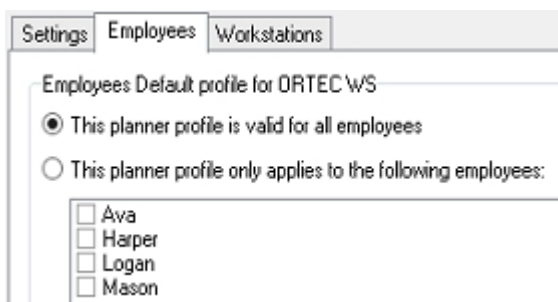 Settings Employees Workstations
Employees Default profile for ORTEC WS
This planner profile is valid for all employees
This planner profile only applies to the following employees:
Ava
Harper
Logan
Mason